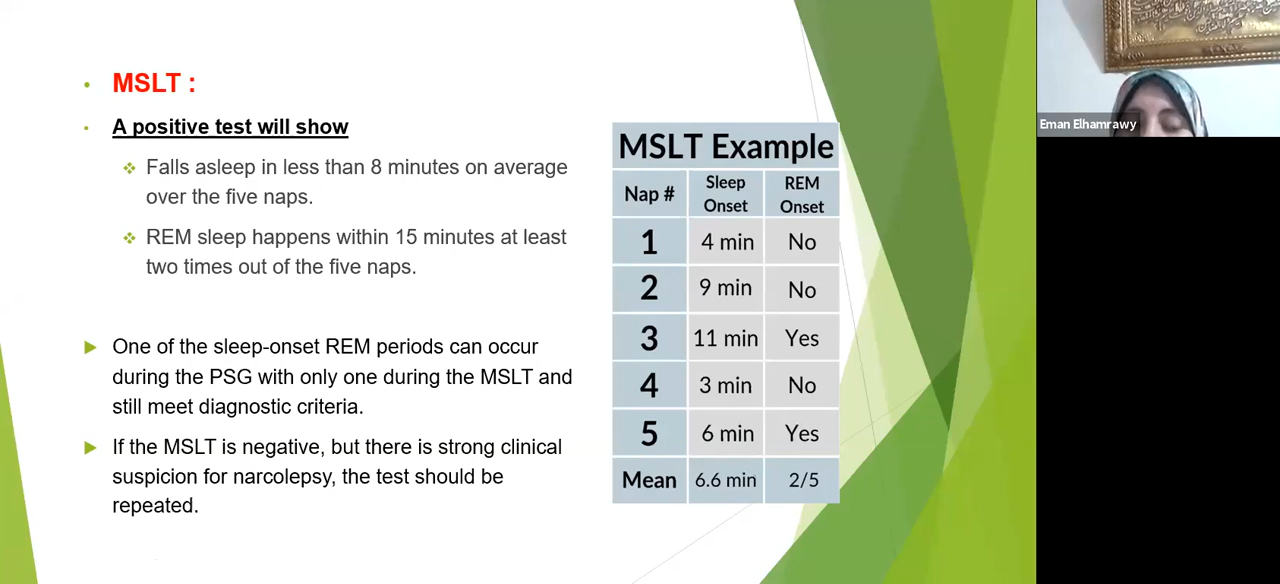 MSLT :
A positive test will show
Falls asleep in less than 8 minutes on average
over the five naps.
REM sleep happens within 15 minutes at least
two times out of the five naps.
One of the sleep-onset REM periods can occur
during the PSG with only one during the MSLT and
still meet diagnostic criteria.
If the MSLT is negative, but there is strong clinical
suspicion for narcolepsy, the test should be
repeated.
MSLT Example
Nap # Sleep Onset REM Onset
1 4 min No
2 9 min No
3 11 min Yes
4 3 min No
5 6 min Yes
Mean 6.6 min 2/5
Eman Elhamrawy